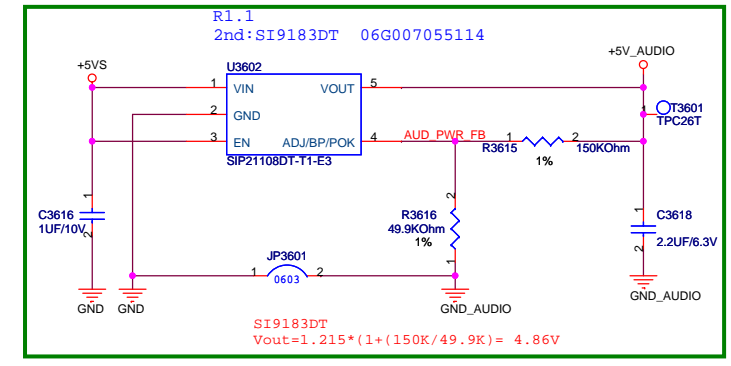 R1.1
2nd:SI9183DT 06G007055114
+5VS
+5V_AUDIO
U3602
1 VIN VOUT 5
2 GND
3 EN ADJ/BP/POK 4
SIP21108DT-T1-E3
AUD_PWR_FB
1 R3615 2 150KOhm
1%
1 T3601
TPC26T
C3616
1UF/10V
1
2
R3616
49.9KOhm
1%
2
1
C3618
2.2UF/6.3V
1
2
JP3601
1 2
0603
GND GND
GND_AUDIO
GND_AUDIO
SI9183DT
Vout=1.215*(1+(150K/49.9K)= 4.86V